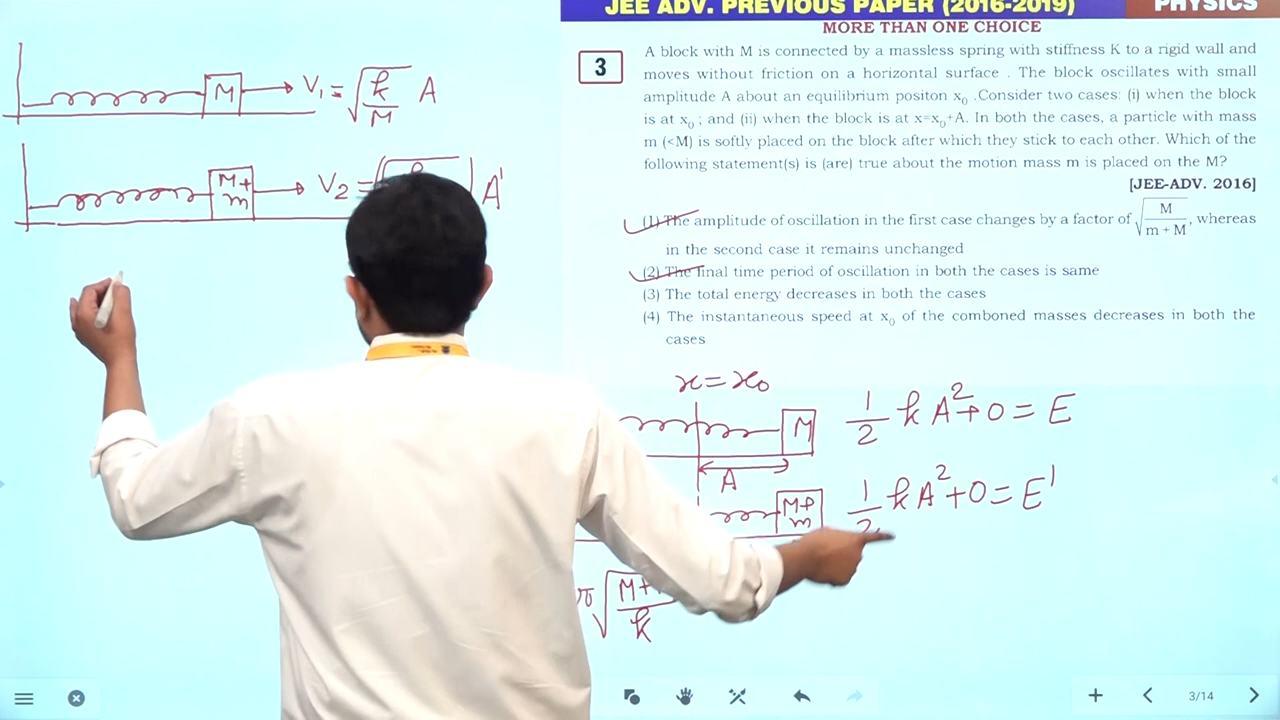 JEE ADV. PREVIOUS PAPER (2016-2019)
PHYSICS
MORE THAN ONE CHOICE
3
A block with M is connected by a massless spring with stiffness K to a rigid wall and
moves without friction on a horizontal surface . The block oscillates with small
amplitude A about an equilibrium positon x₀ .Consider two cases: (i) when the block
is at x₀ ; and (ii) when the block is at x=x₀+A. In both the cases, a particle with mass
m (<M) is softly placed on the block after which they stick to each other. Which of the
following statement(s) is (are) true about the motion mass m is placed on the M?
[JEE-ADV. 2016]
(1) The amplitude of oscillation in the first case changes by a factor of √(M/(m + M)), whereas
in the second case it remains unchanged
(2) The final time period of oscillation in both the cases is same
(3) The total energy decreases in both the cases
(4) The instantaneous speed at x₀ of the comboned masses decreases in both the
cases
M V₁ = √(k/M) A
M+m V₂ = A'
x = x₀
M
A
1/2 kA² + 0 = E
M+m
1/2 kA² + 0 = E'
k
3/14